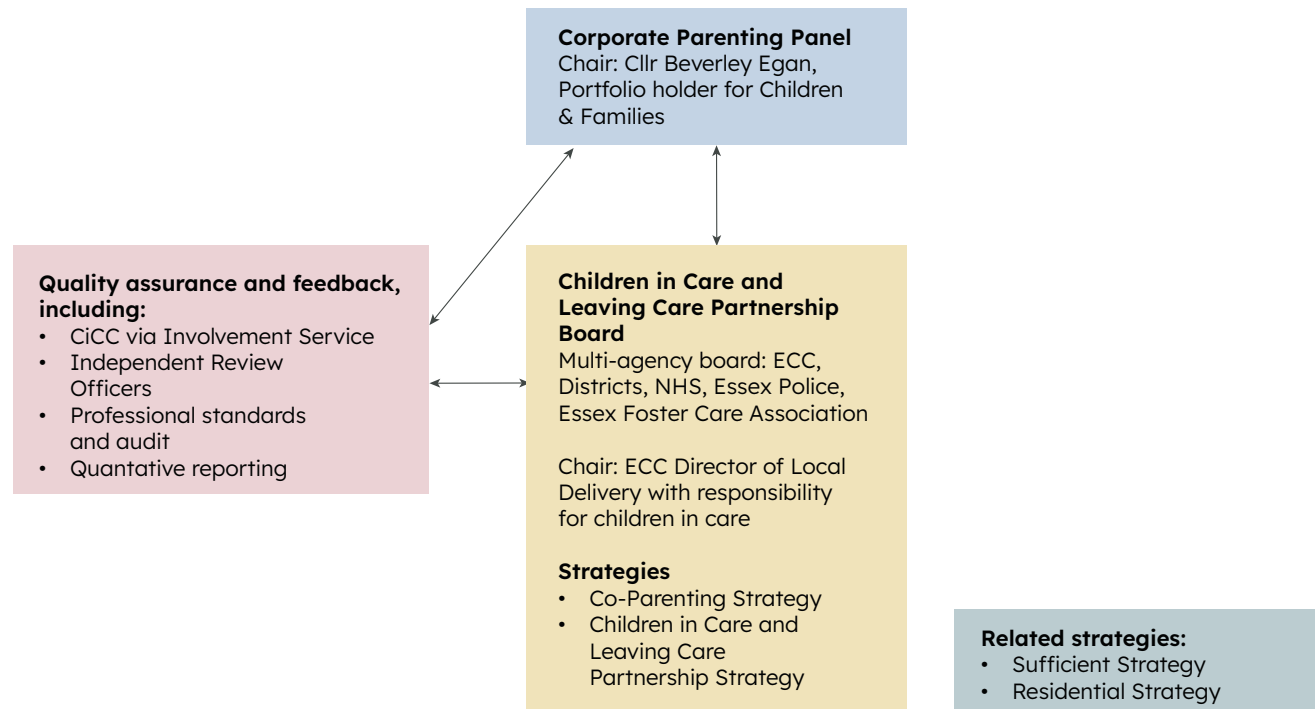 Corporate Parenting Panel
Chair: Cllr Beverley Egan,
Portfolio holder for Children
& Families
Quality assurance and feedback,
including:
• CiCC via Involvement Service
• Independent Review
Officers
• Professional standards
and audit
• Quantative reporting
Children in Care and
Leaving Care Partnership
Board
Multi-agency board: ECC,
Districts, NHS, Essex Police,
Essex Foster Care Association
Chair: ECC Director of Local
Delivery with responsibility
for children in care
Strategies
• Co-Parenting Strategy
• Children in Care and
Leaving Care
Partnership Strategy
Related strategies:
• Sufficient Strategy
• Residential Strategy